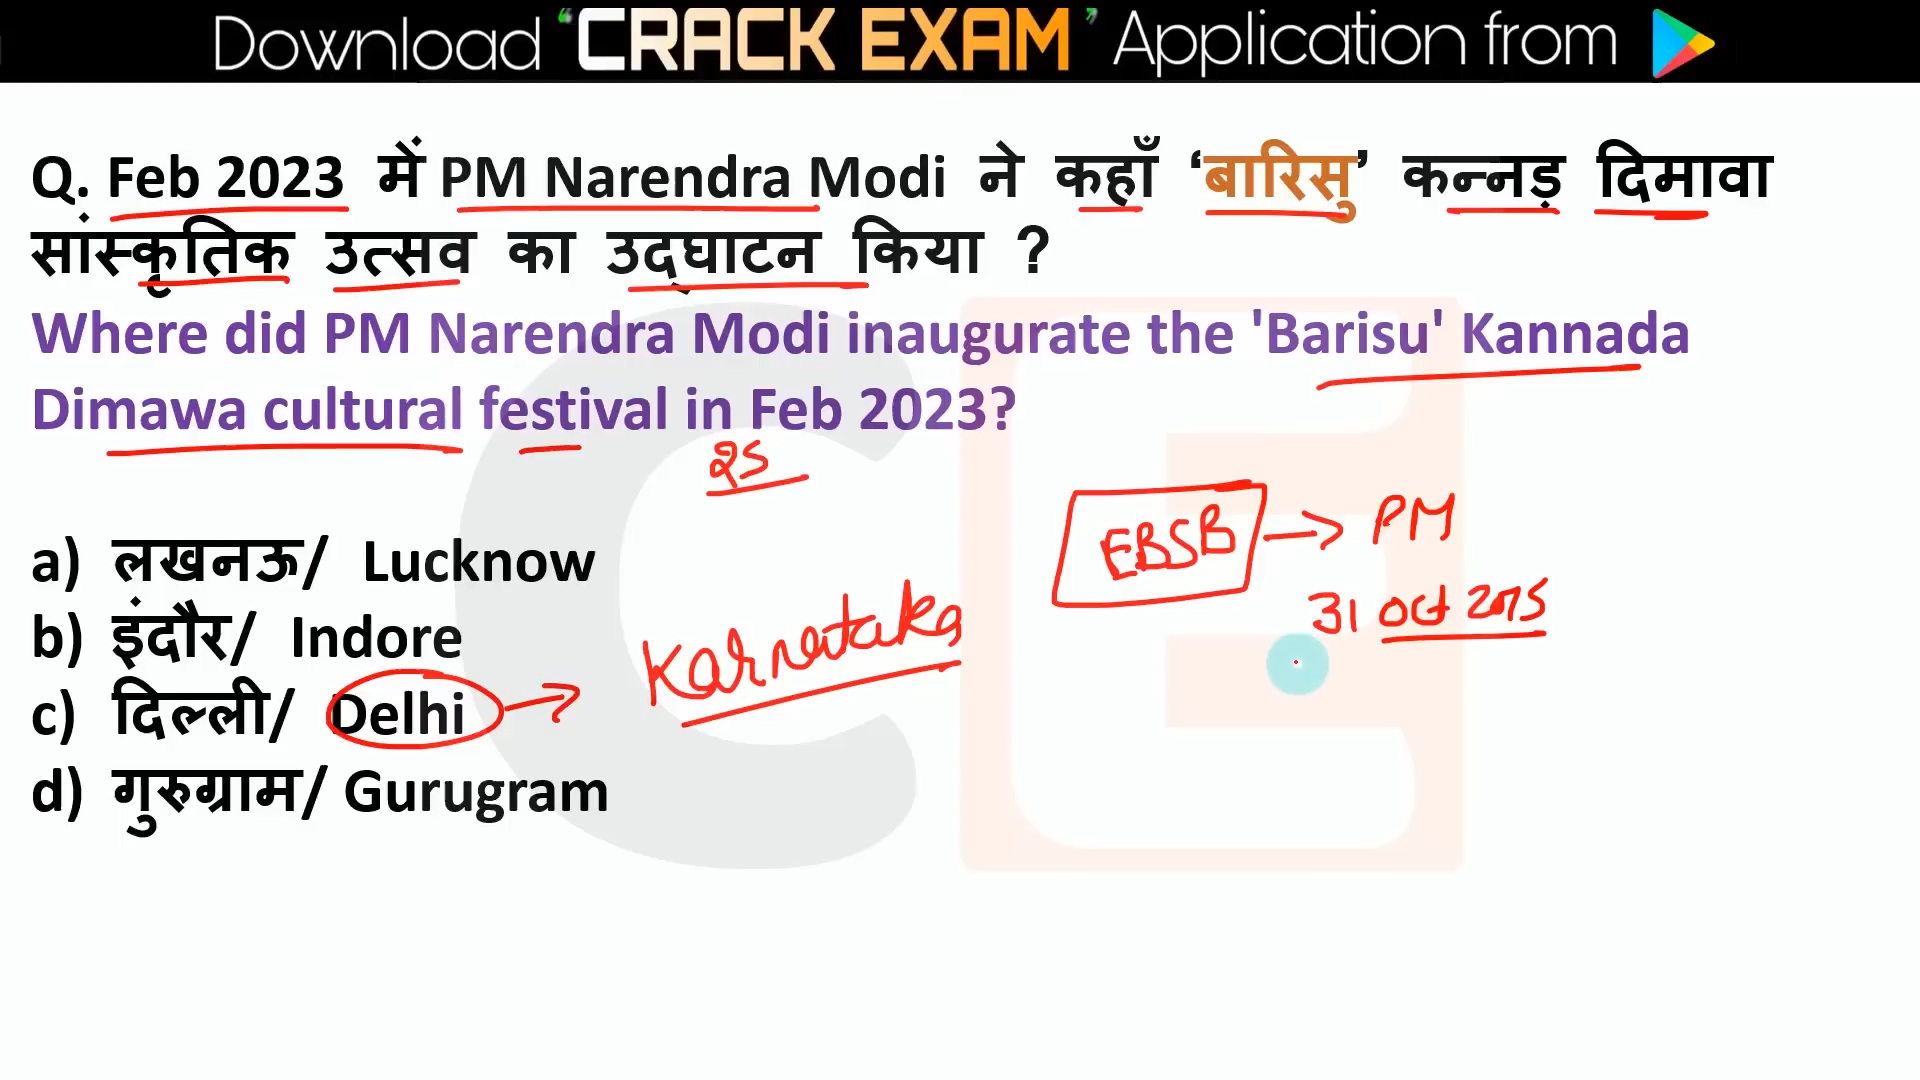 Download ‘CRACK EXAM’ Application from
Q. Feb 2023 में PM Narendra Modi ने कहाँ ‘बारिसु’ कन्नड़ दिमावा
सांस्कृतिक उत्सव का उद्घाटन किया ?
Where did PM Narendra Modi inaugurate the 'Barisu' Kannada
Dimawa cultural festival in Feb 2023?
25
EBSB → PM
31 Oct 2015
a) लखनऊ/ Lucknow
b) इंदौर/ Indore
c) दिल्ली/ Delhi → Karnataka
d) गुरुग्राम/ Gurugram